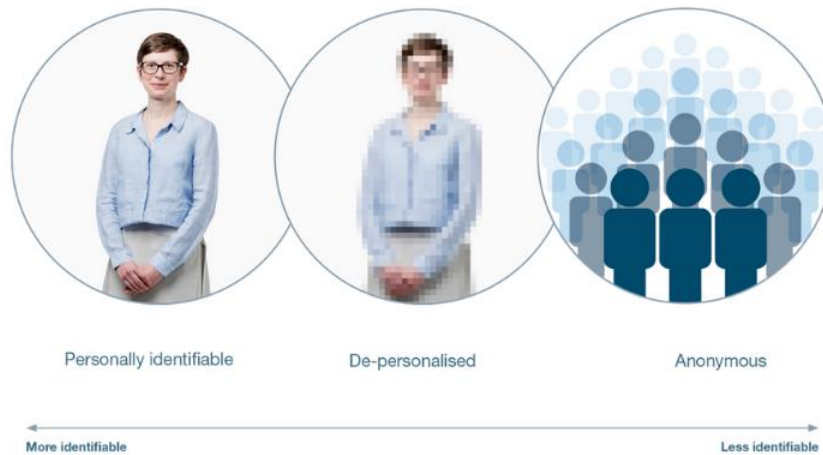 Personally identifiable
De-personalised
Anonymous
More identifiable
Less identifiable